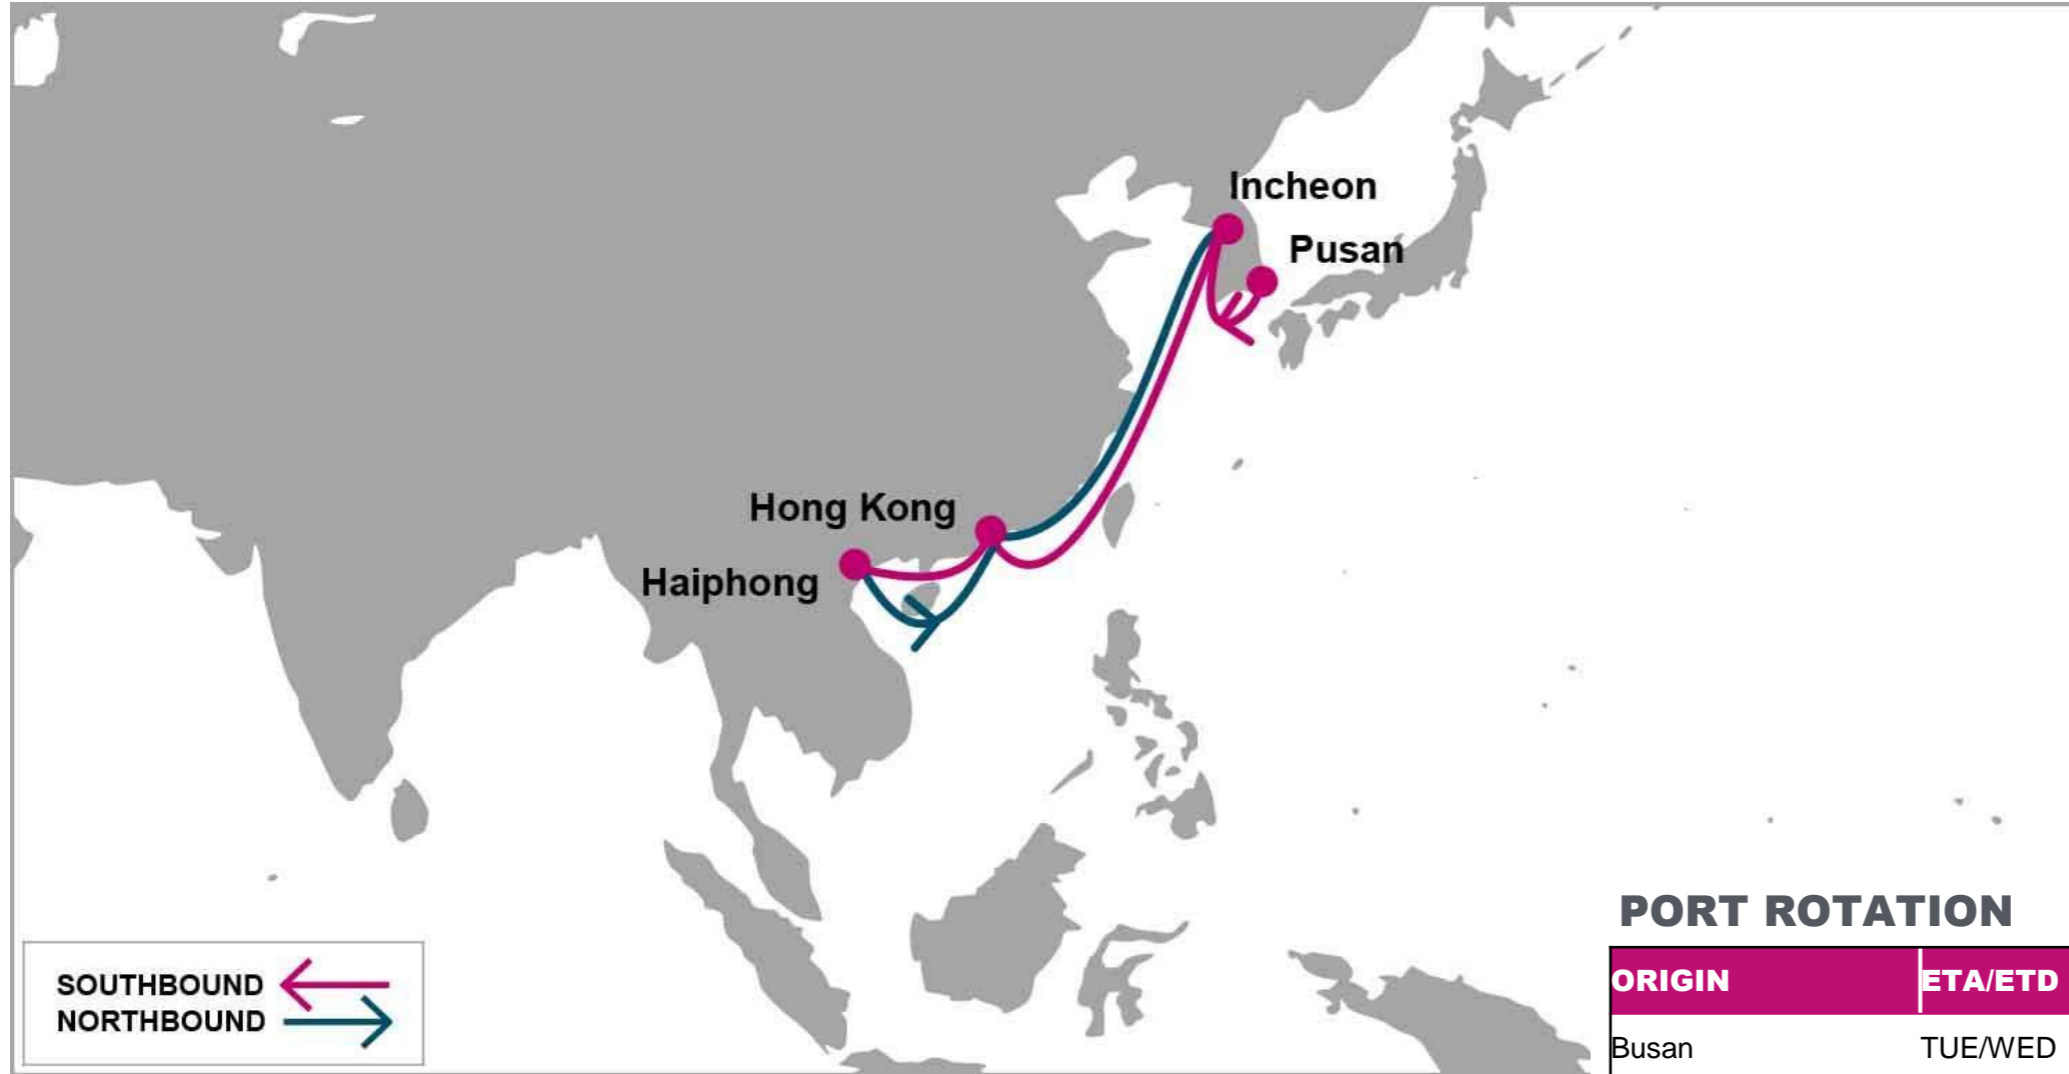 Incheon
Pusan
Hong Kong
Haiphong
SOUTHBOUND
NORTHBOUND
PORT ROTATION
ORIGIN ETA/ETD
Busan TUE/WED